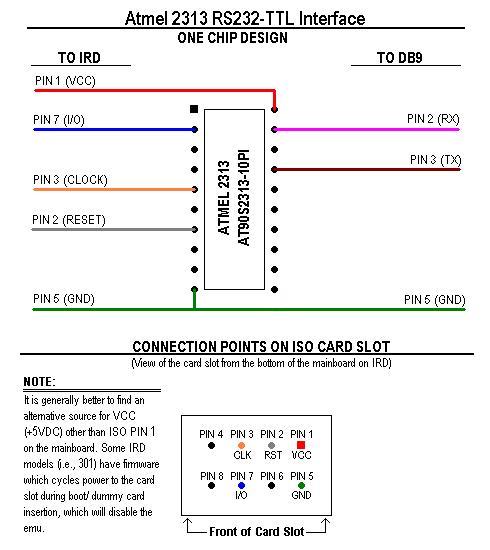 Atmel 2313 RS232-TTL Interface
ONE CHIP DESIGN
TO IRD
TO DB9
PIN 1 (VCC)
PIN 7 (I/O)
PIN 2 (RX)
PIN 3 (TX)
PIN 3 (CLOCK)
PIN 2 (RESET)
ATMEL 2313
AT90S2313-10PI
PIN 5 (GND)
PIN 5 (GND)
CONNECTION POINTS ON ISO CARD SLOT
(View of the card slot from the bottom of the mainboard on IRD)
NOTE:
It is generally better to find an
alternative source for VCC
(+5VDC) other than ISO PIN 1
on the mainboard. Some IRD
models (i.e., 301) have firmware
which cycles power to the card
slot during boot/ dummy card
insertion, which will disable the
emu.
PIN 4 PIN 3 PIN 2 PIN 1
CLK RST VCC
PIN 8 PIN 7 PIN 6 PIN 5
I/O GND
Front of Card Slot